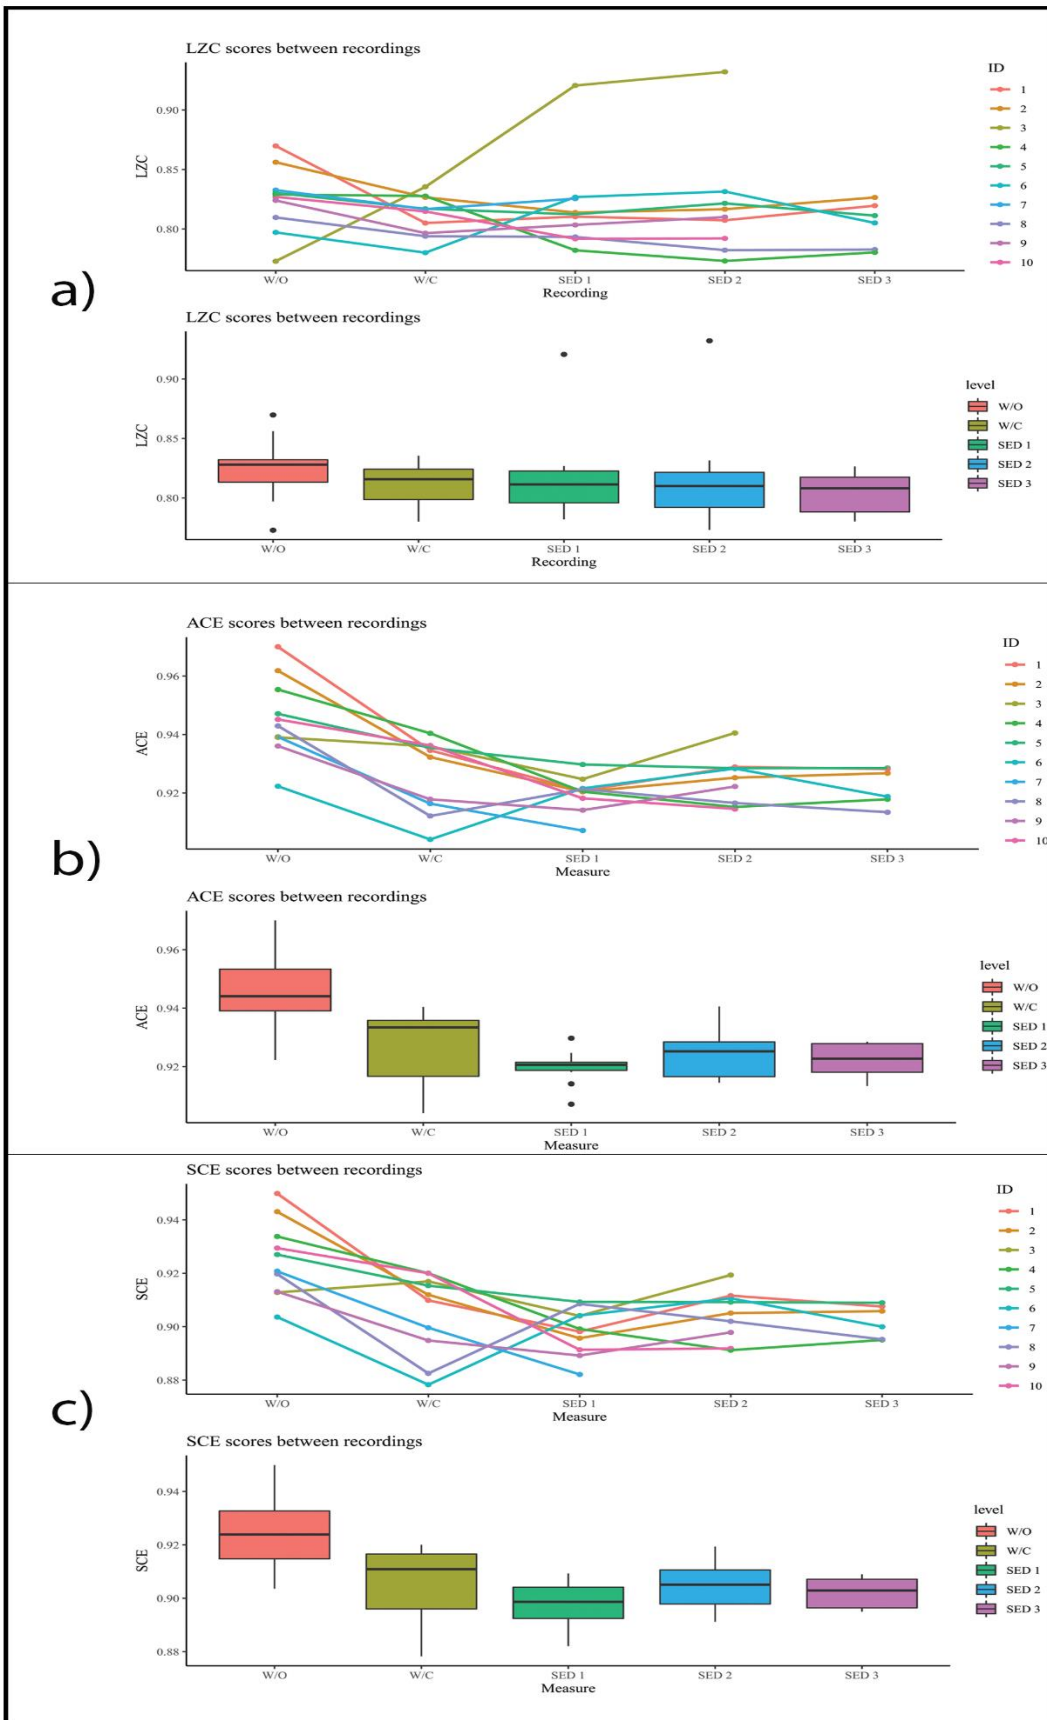 a)
LZC scores between recordings
LZC
0.90
0.85
0.80
W/O W/C SED 1 SED 2 SED 3
Recording
ID
1
2
3
4
5
6
7
8
9
10
LZC scores between recordings
LZC
0.90
0.85
0.80
W/O W/C SED 1 SED 2 SED 3
Recording
level
W/O
W/C
SED 1
SED 2
SED 3
b)
ACE scores between recordings
ACE
0.96
0.94
0.92
W/O W/C SED 1 SED 2 SED 3
Measure
ID
1
2
3
4
5
6
7
8
9
10
ACE scores between recordings
ACE
0.96
0.94
0.92
W/O W/C SED 1 SED 2 SED 3
Measure
level
W/O
W/C
SED 1
SED 2
SED 3
c)
SCE scores between recordings
SCE
0.94
0.92
0.90
0.88
W/O W/C SED 1 SED 2 SED 3
Measure
ID
1
2
3
4
5
6
7
8
9
10
SCE scores between recordings
SCE
0.94
0.92
0.90
0.88
W/O W/C SED 1 SED 2 SED 3
Measure
level
W/O
W/C
SED 1
SED 2
SED 3